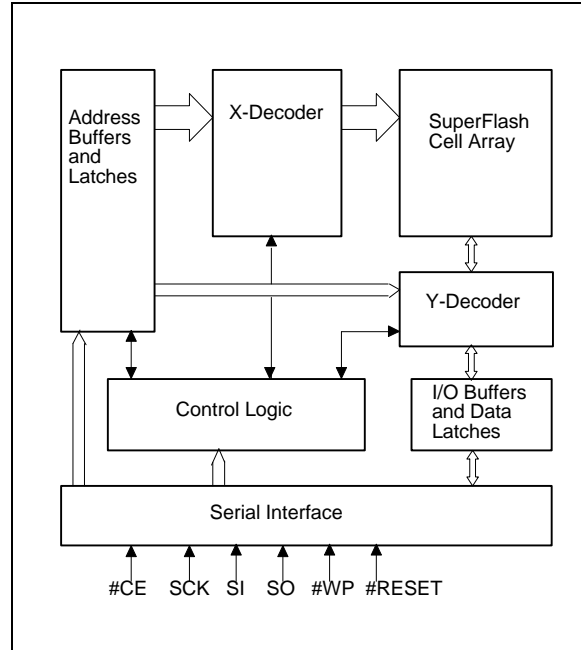 Address
Buffers
and
Latches
X-Decoder
SuperFlash
Cell Array
Y-Decoder
Control Logic
I/O Buffers
and Data
Latches
Serial Interface
#CE SCK SI SO #WP #RESET